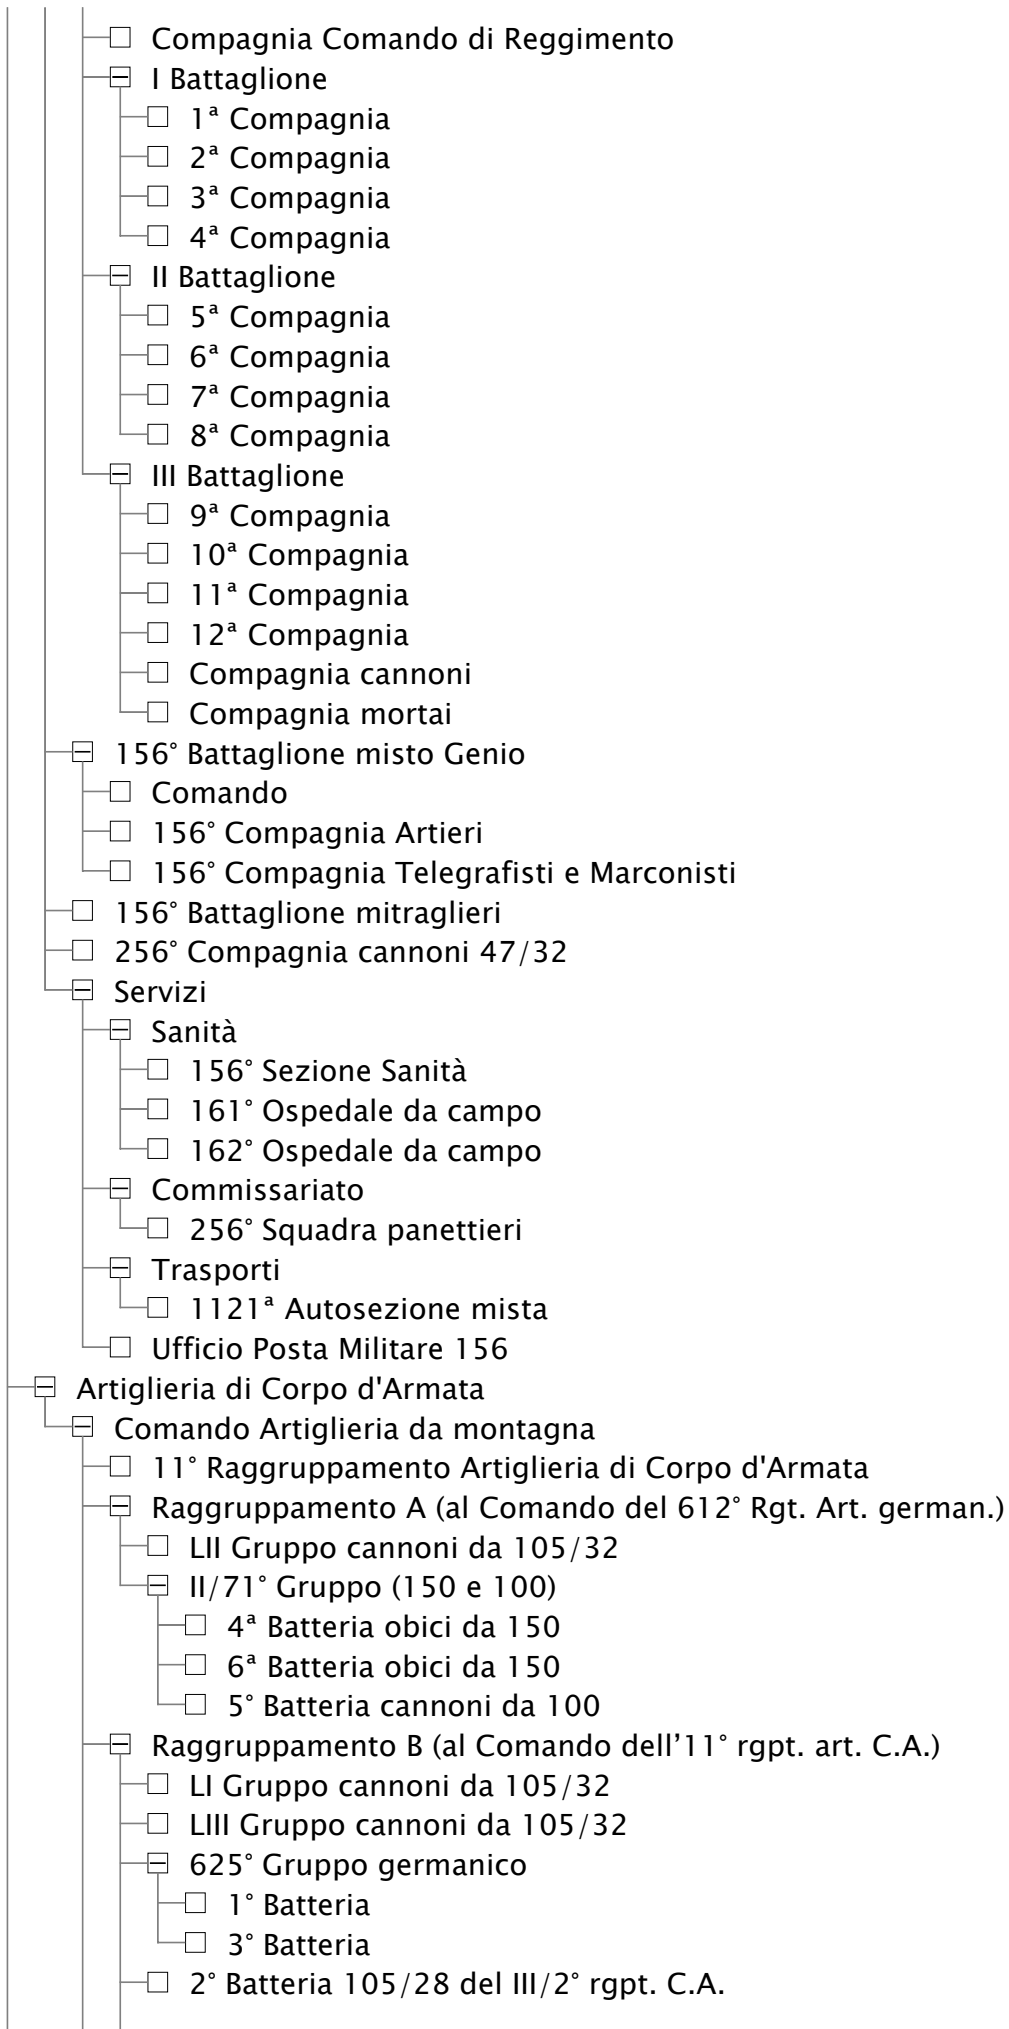 Compagnia Comando di Reggimento
I Battaglione
1ª Compagnia
2ª Compagnia
3ª Compagnia
4ª Compagnia
II Battaglione
5ª Compagnia
6ª Compagnia
7ª Compagnia
8ª Compagnia
III Battaglione
9ª Compagnia
10ª Compagnia
11ª Compagnia
12ª Compagnia
Compagnia cannoni
Compagnia mortai
156° Battaglione misto Genio
Comando
156° Compagnia Artieri
156° Compagnia Telegrafisti e Marconisti
156° Battaglione mitraglieri
256° Compagnia cannoni 47/32
Servizi
Sanità
156° Sezione Sanità
161° Ospedale da campo
162° Ospedale da campo
Commissariato
256° Squadra panettieri
Trasporti
1121ª Autosezione mista
Ufficio Posta Militare 156
Artiglieria di Corpo d'Armata
Comando Artiglieria da montagna
11° Raggruppamento Artiglieria di Corpo d'Armata
Raggruppamento A (al Comando del 612° Rgt. Art. german.)
LII Gruppo cannoni da 105/32
II/71° Gruppo (150 e 100)
4ª Batteria obici da 150
6ª Batteria obici da 150
5° Batteria cannoni da 100
Raggruppamento B (al Comando dell’11° rgpt. art. C.A.)
LI Gruppo cannoni da 105/32
LIII Gruppo cannoni da 105/32
625° Gruppo germanico
1° Batteria
3° Batteria
2° Batteria 105/28 del III/2° rgpt. C.A.